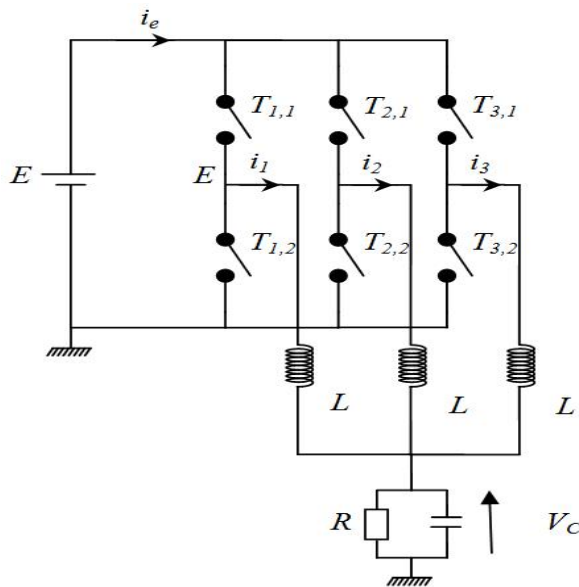 i_e
T_{1,1} T_{2,1} T_{3,1}
E E i_1 i_2 i_3
T_{1,2} T_{2,2} T_{3,2}
L L L
R V_C